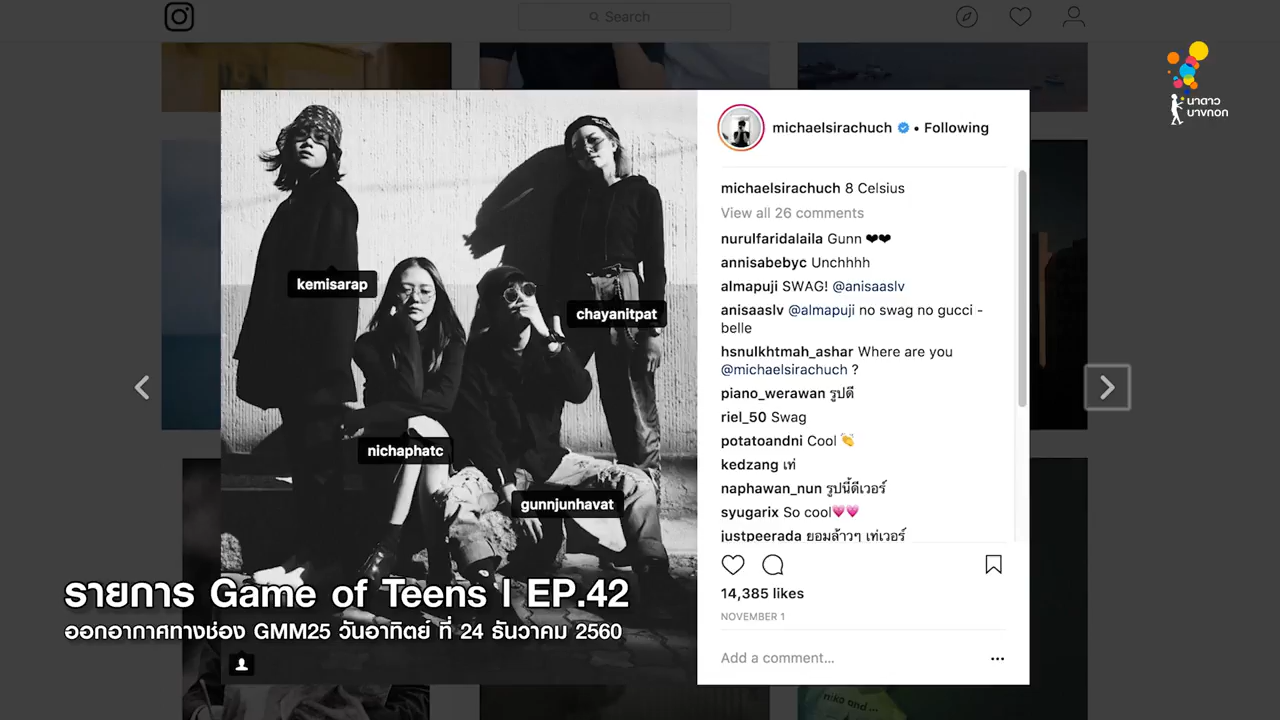 Search
นาดาว
บางกอก
michaelsirachuch • Following
michaelsirachuch 8 Celsius
View all 26 comments
nurulfaridalaila Gunn ❤❤
annisabebyc Unchhhh
almapuji SWAG! @anisaaslv
anisaaslv @almapuji no swag no gucci -
belle
hsnulkhtmah_ashar Where are you
@michaelsirachuch ?
piano_werawan รูปดี
riel_50 Swag
potatoandni Cool 👏
kedzang เท่
naphawan_nun รูปนี้ดีเวอร์
syugarix So cool💗💗
justpeerada ยอมล้าวๆ เท่เวอร์
kemisarap
chayanitpat
nichaphatc
gunnjunhavat
14,385 likes
NOVEMBER 1
Add a comment...
รายการ Game of Teens | EP.42
ออกอากาศทางช่อง GMM25 วันอาทิตย์ ที่ 24 ธันวาคม 2560
niko and ...